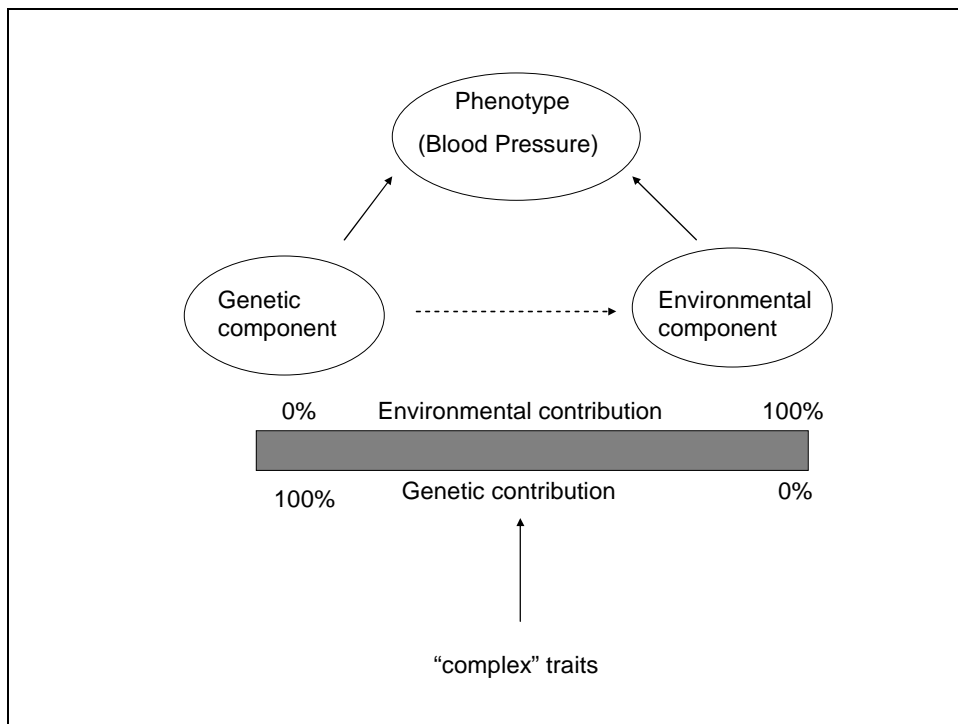 Phenotype
(Blood Pressure)
Genetic
component
Environmental
component
0% Environmental contribution 100%
100% Genetic contribution 0%
“complex” traits